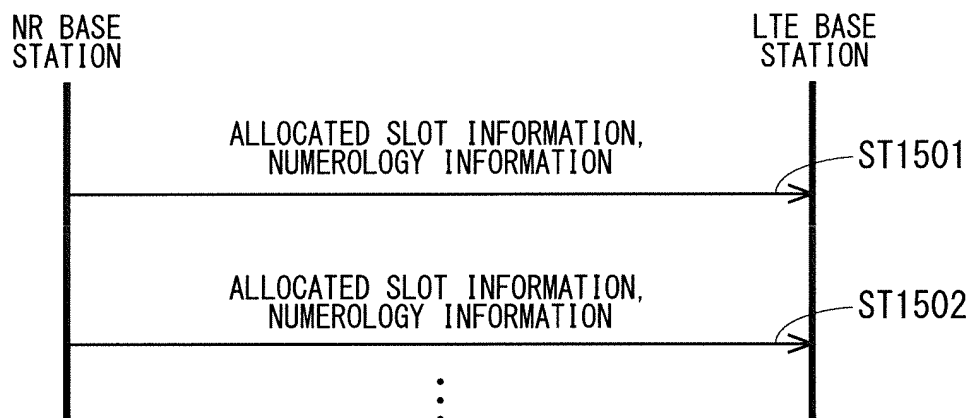 NR BASE
STATION
LTE BASE
STATION
ALLOCATED SLOT INFORMATION,
NUMEROLOGY INFORMATION
ST1501
ALLOCATED SLOT INFORMATION,
NUMEROLOGY INFORMATION
ST1502